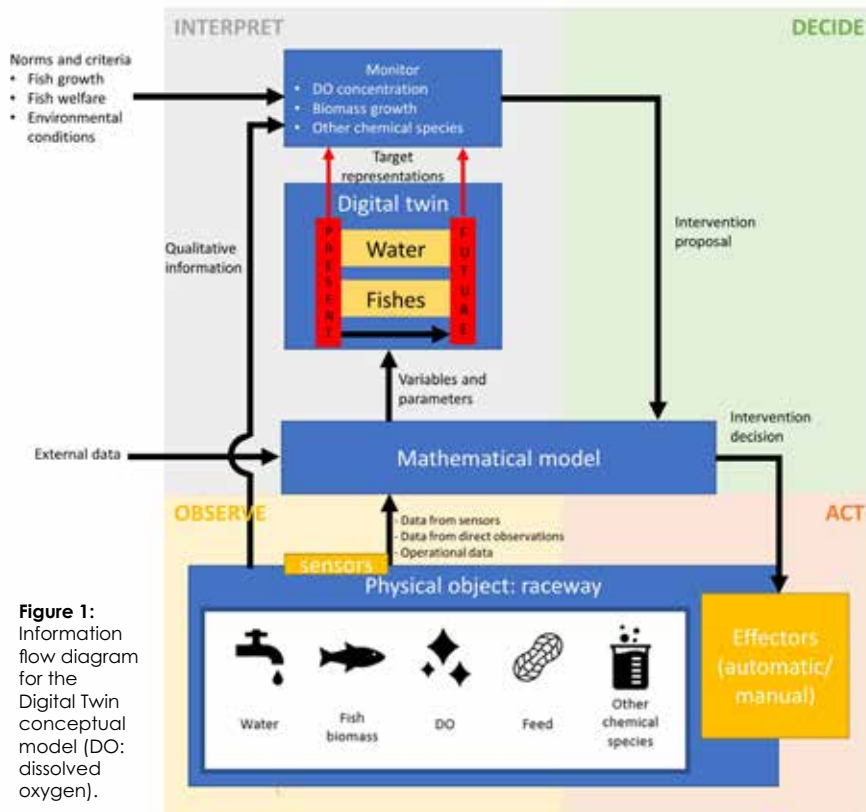 INTERPRET
DECIDE
Norms and criteria
• Fish growth
• Fish welfare
• Environmental
conditions
Monitor
• DO concentration
• Biomass growth
• Other chemical species
Target
representations
Digital twin
PRESENT
Water
Fishes
FUTURE
Qualitative
information
Intervention
proposal
Variables and
parameters
Intervention
decision
External data
Mathematical model
OBSERVE
ACT
- Data from sensors
- Data from direct observations
- Operational data
sensors
Physical object: raceway
Water
Fish
biomass
DO
Feed
Other
chemical
species
Effectors
(automatic/
manual)
Figure 1:
Information
flow diagram
for the
Digital Twin
conceptual
model (DO:
dissolved
oxygen).